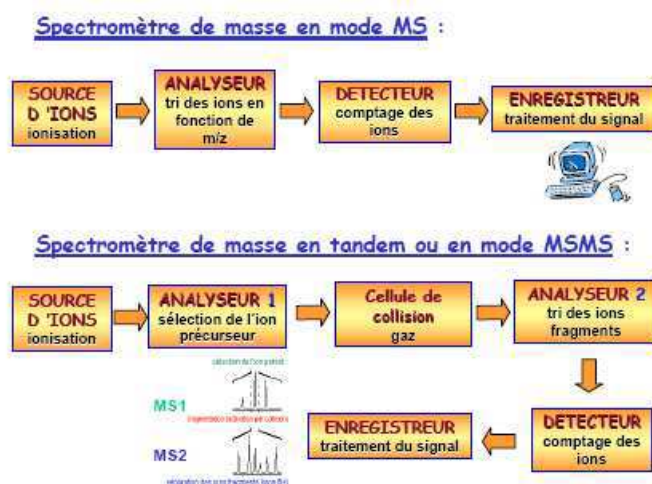 Spectromètre de masse en mode MS :
SOURCE
D 'IONS
ionisation
ANALYSEUR
tri des ions en
fonction de
m/z
DETECTEUR
comptage des
ions
ENREGISTREUR
traitement du signal
Spectromètre de masse en tandem ou en mode MSMS :
SOURCE
D 'IONS
ionisation
ANALYSEUR 1
sélection de l'ion
précurseur
Cellule de
collision
gaz
ANALYSEUR 2
tri des ions
fragments
MS1
MS2
ENREGISTREUR
traitement du signal
DETECTEUR
comptage des
ions